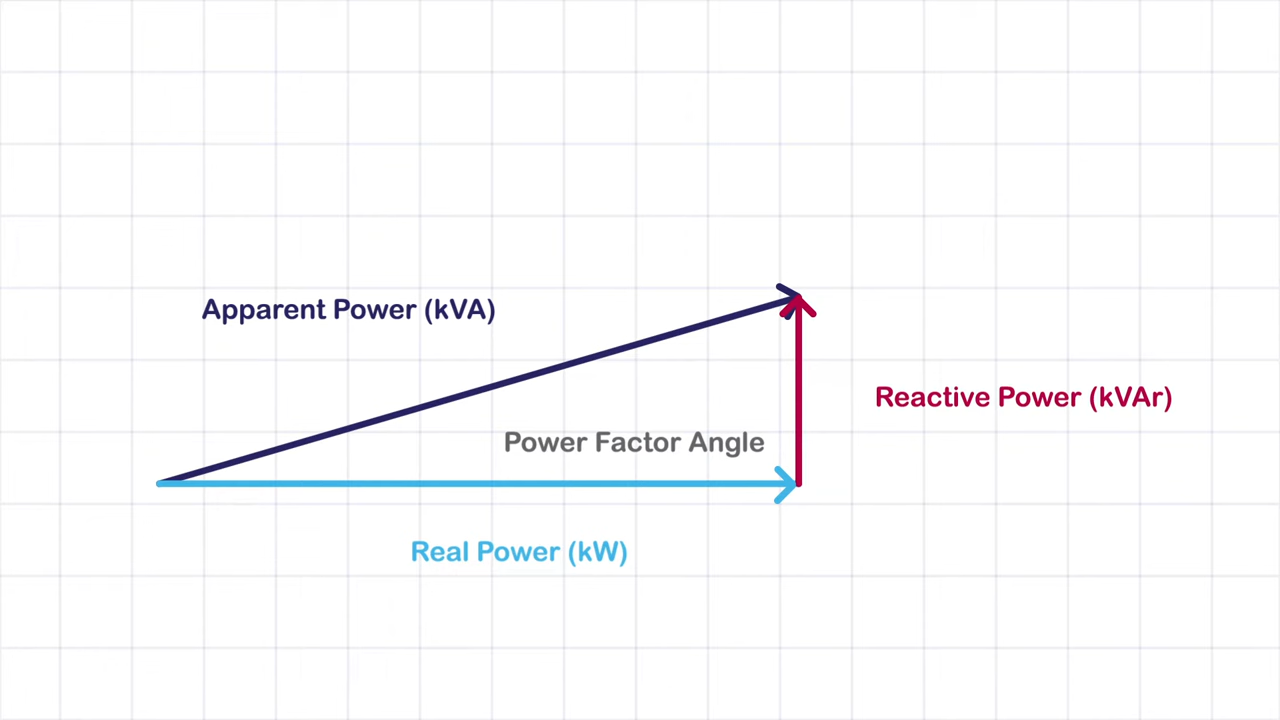 Apparent Power (kVA)
Reactive Power (kVAr)
Power Factor Angle
Real Power (kW)